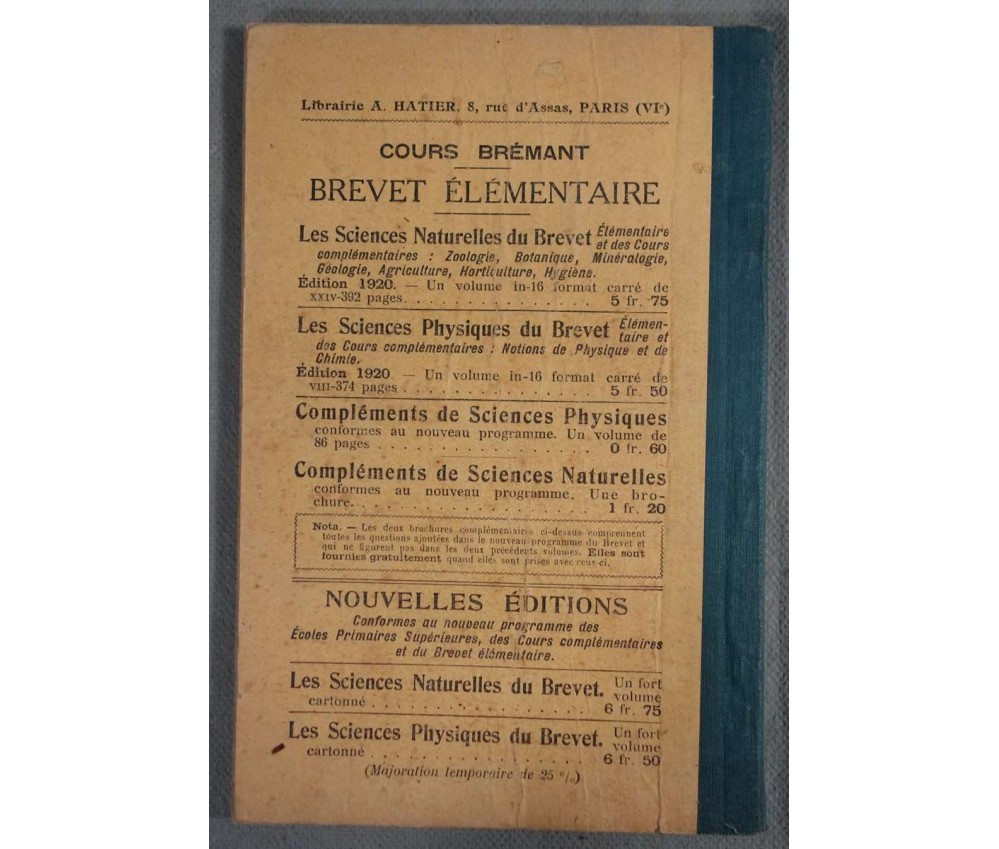 Librairie A. HATIER, 8, rue d'Assas, PARIS (VIe)
COURS BRÉMANT
BREVET ÉLÉMENTAIRE
Les Sciences Naturelles du Brevet Élémentaire
et des Cours
complémentaires : Zoologie, Botanique, Minéralogie,
Géologie, Agriculture, Horticulture, Hygiène.
Édition 1920. — Un volume in-16 format carré de
XXIV-392 pages. . . . . . . . . . . . . . . . 5 fr. 75
Les Sciences Physiques du Brevet Élémen-
taire et
des Cours complémentaires : Notions de Physique et de
Chimie.
Édition 1920. — Un volume in-16 format carré de
VIII-374 pages . . . . . . . . . . . . . . . 5 fr. 50
Compléments de Sciences Physiques
conformes au nouveau programme. Un volume de
86 pages . . . . . . . . . . . . . . . . . 0 fr. 60
Compléments de Sciences Naturelles
conformes au nouveau programme. Une bro-
chure. . . . . . . . . . . . . . . . . . . 1 fr. 20
Nota. — Les deux brochures complémentaires ci-dessus comprennent
toutes les questions ajoutées dans le nouveau programme du Brevet et
qui ne figurent pas dans les deux précédents volumes. Elles sont
fournies gratuitement quand elles sont prises avec ceux-ci.
NOUVELLES ÉDITIONS
Conformes au nouveau programme des
Écoles Primaires Supérieures, des Cours complémentaires
et du Brevet élémentaire.
Les Sciences Naturelles du Brevet. Un fort
volume
cartonné . . . . . . . . . . . . . . . . . . 6 fr. 75
Les Sciences Physiques du Brevet. Un fort
volume
cartonné . . . . . . . . . . . . . . . . . . 6 fr. 50
(Majoration temporaire de 25 %)